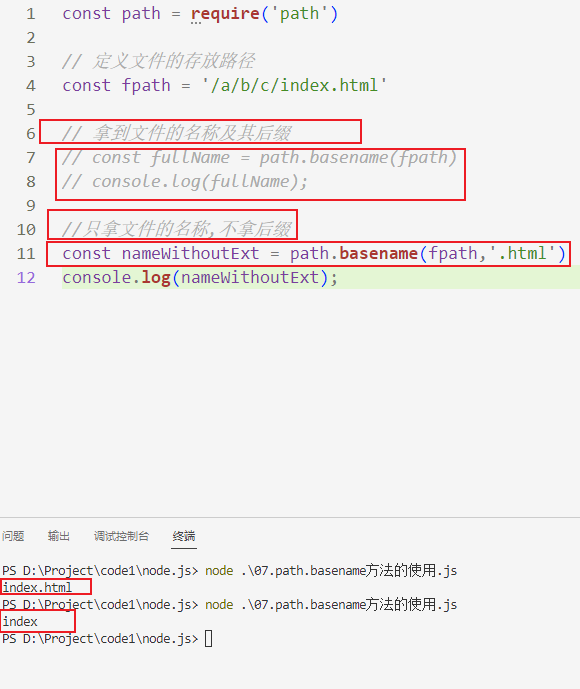 1 const path = require('path')
2
3 // 定义文件的存放路径
4 const fpath = '/a/b/c/index.html'
5
6 // 拿到文件的名称及其后缀
7 // const fullName = path.basename(fpath)
8 // console.log(fullName);
9
10 //只拿文件的名称,不拿后缀
11 const nameWithoutExt = path.basename(fpath,'.html')
12 console.log(nameWithoutExt);
问题 输出 调试控制台 终端
PS D:\Project\code1\node.js> node .\07.path.basename方法的使用.js
index.html
PS D:\Project\code1\node.js> node .\07.path.basename方法的使用.js
index
PS D:\Project\code1\node.js>